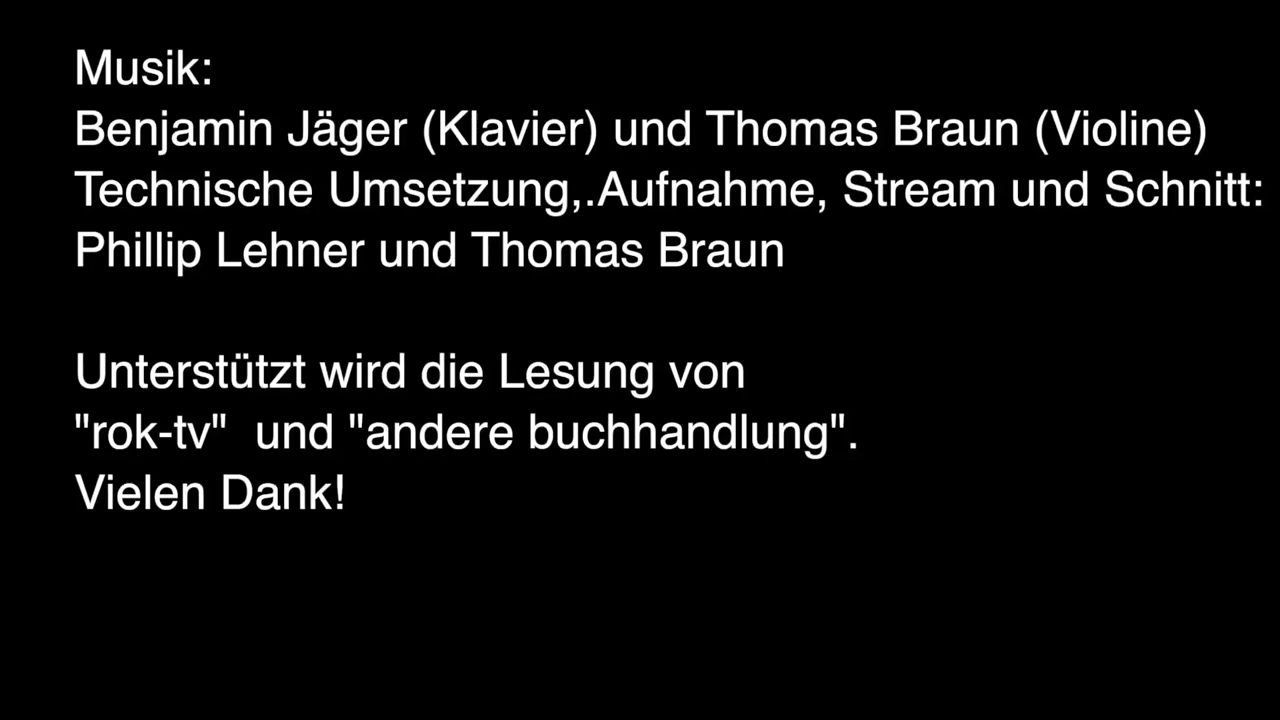 Musik:
Benjamin Jäger (Klavier) und Thomas Braun (Violine)
Technische Umsetzung,.Aufnahme, Stream und Schnitt:
Phillip Lehner und Thomas Braun
Unterstützt wird die Lesung von
"rok-tv"  und "andere buchhandlung".
Vielen Dank!